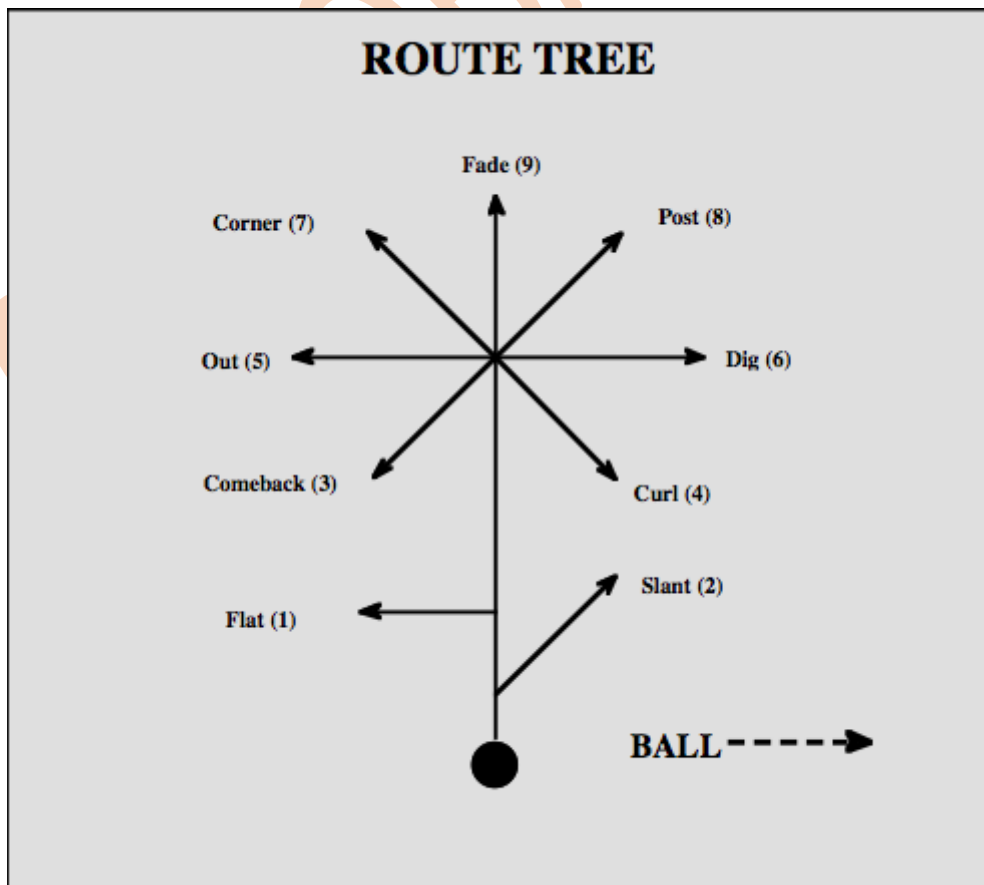 ROUTE TREE
Fade (9)
Corner (7)
Post (8)
Out (5)
Dig (6)
Comeback (3)
Curl (4)
Slant (2)
Flat (1)
BALL